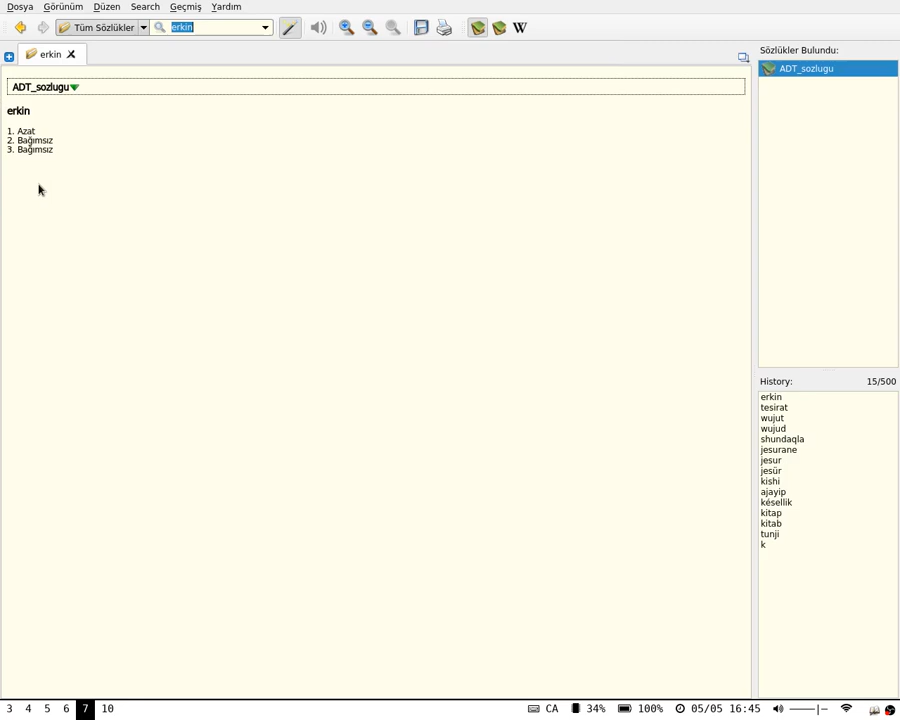 Dosya Görünüm Düzen Search Geçmiş Yardım
Tüm Sözlükler erkin W
erkin
ADT_sozlugu
erkin
1. Azat
2. Bağımsız
3. Bağımsız
Sözlükler Bulundu:
ADT_sozlugu
History: 15/500
erkin
tesirat
wujut
wujud
shundaqla
jesurane
jesur
jesür
kishi
ajayip
késellik
kitap
kitab
tunji
k
3 4 5 6 7 10 CA 34% 100% 05/05 16:45